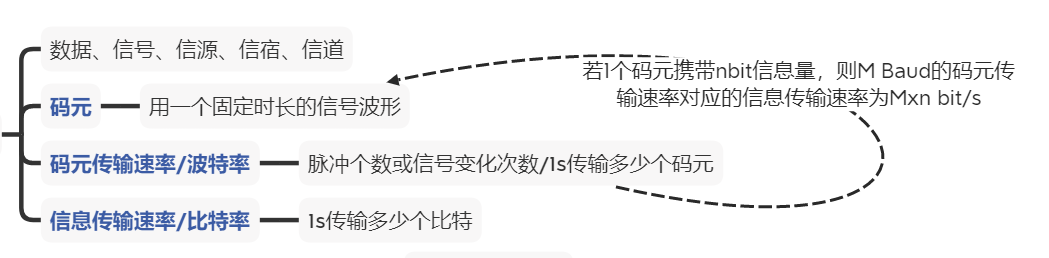 数据、信号、信源、信宿、信道
若1个码元携带nbit信息量，则M Baud的码元传
输速率对应的信息传输速率为Mxn bit/s
码元 用一个固定时长的信号波形
码元传输速率/波特率 脉冲个数或信号变化次数/1s传输多少个码元
信息传输速率/比特率 1s传输多少个比特